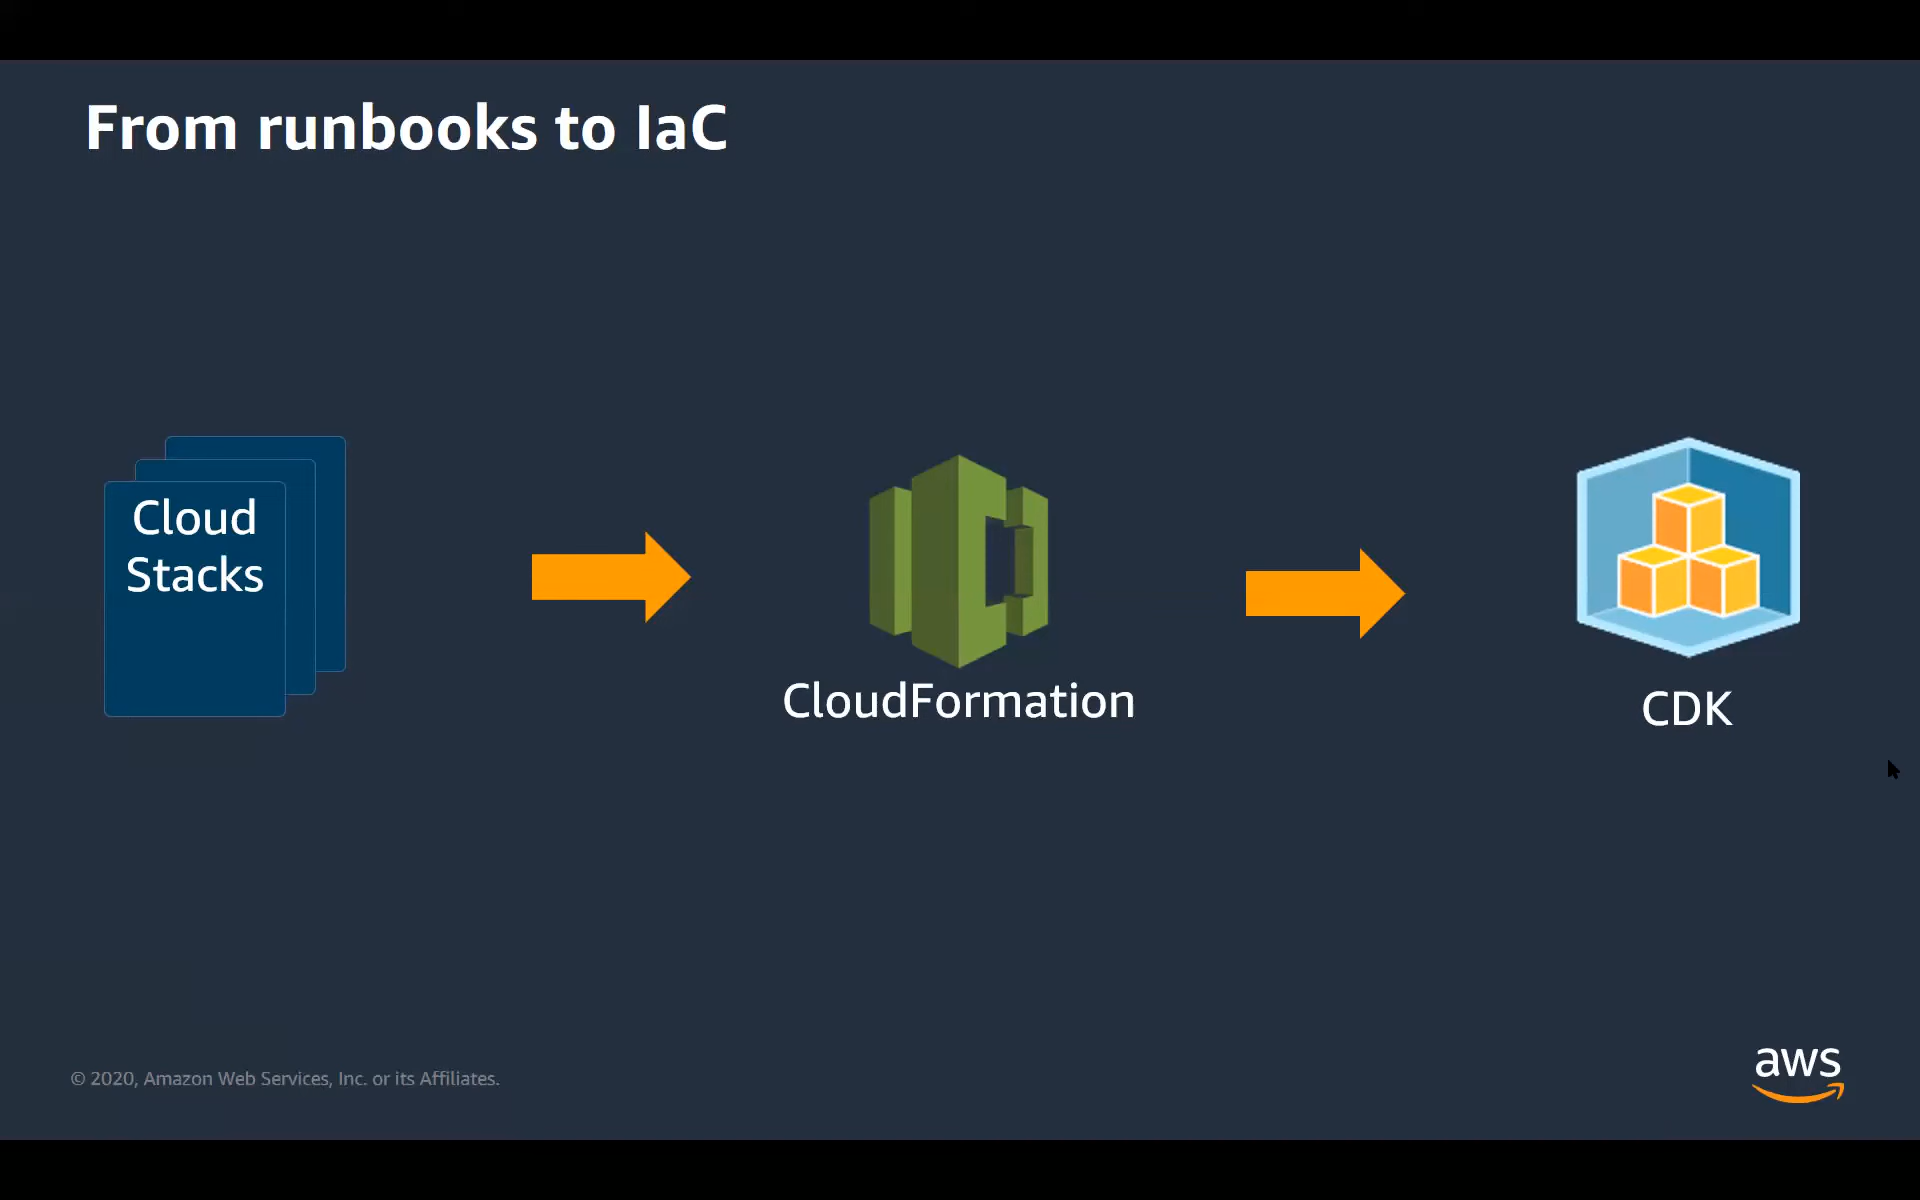 From runbooks to IaC
Cloud
Stacks
CloudFormation
CDK
© 2020, Amazon Web Services, Inc. or its Affiliates.
aws